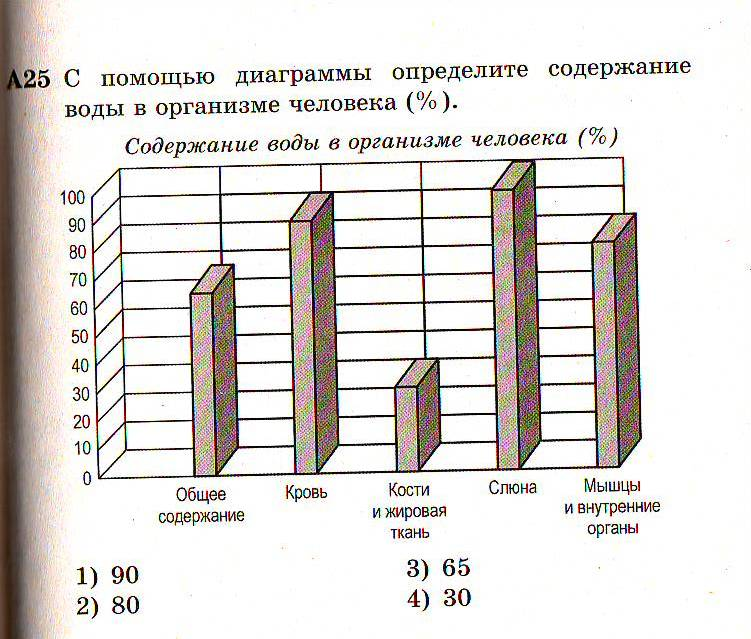 А25 С помощью диаграммы определите содержание
воды в организме человека (%).
Содержание воды в организме человека (%)
100
90
80
70
60
50
40
30
20
10
0
Общее
содержание
Кровь
Кости
и жировая
ткань
Слюна
Мышцы
и внутренние
органы
1) 90
2) 80
3) 65
4) 30